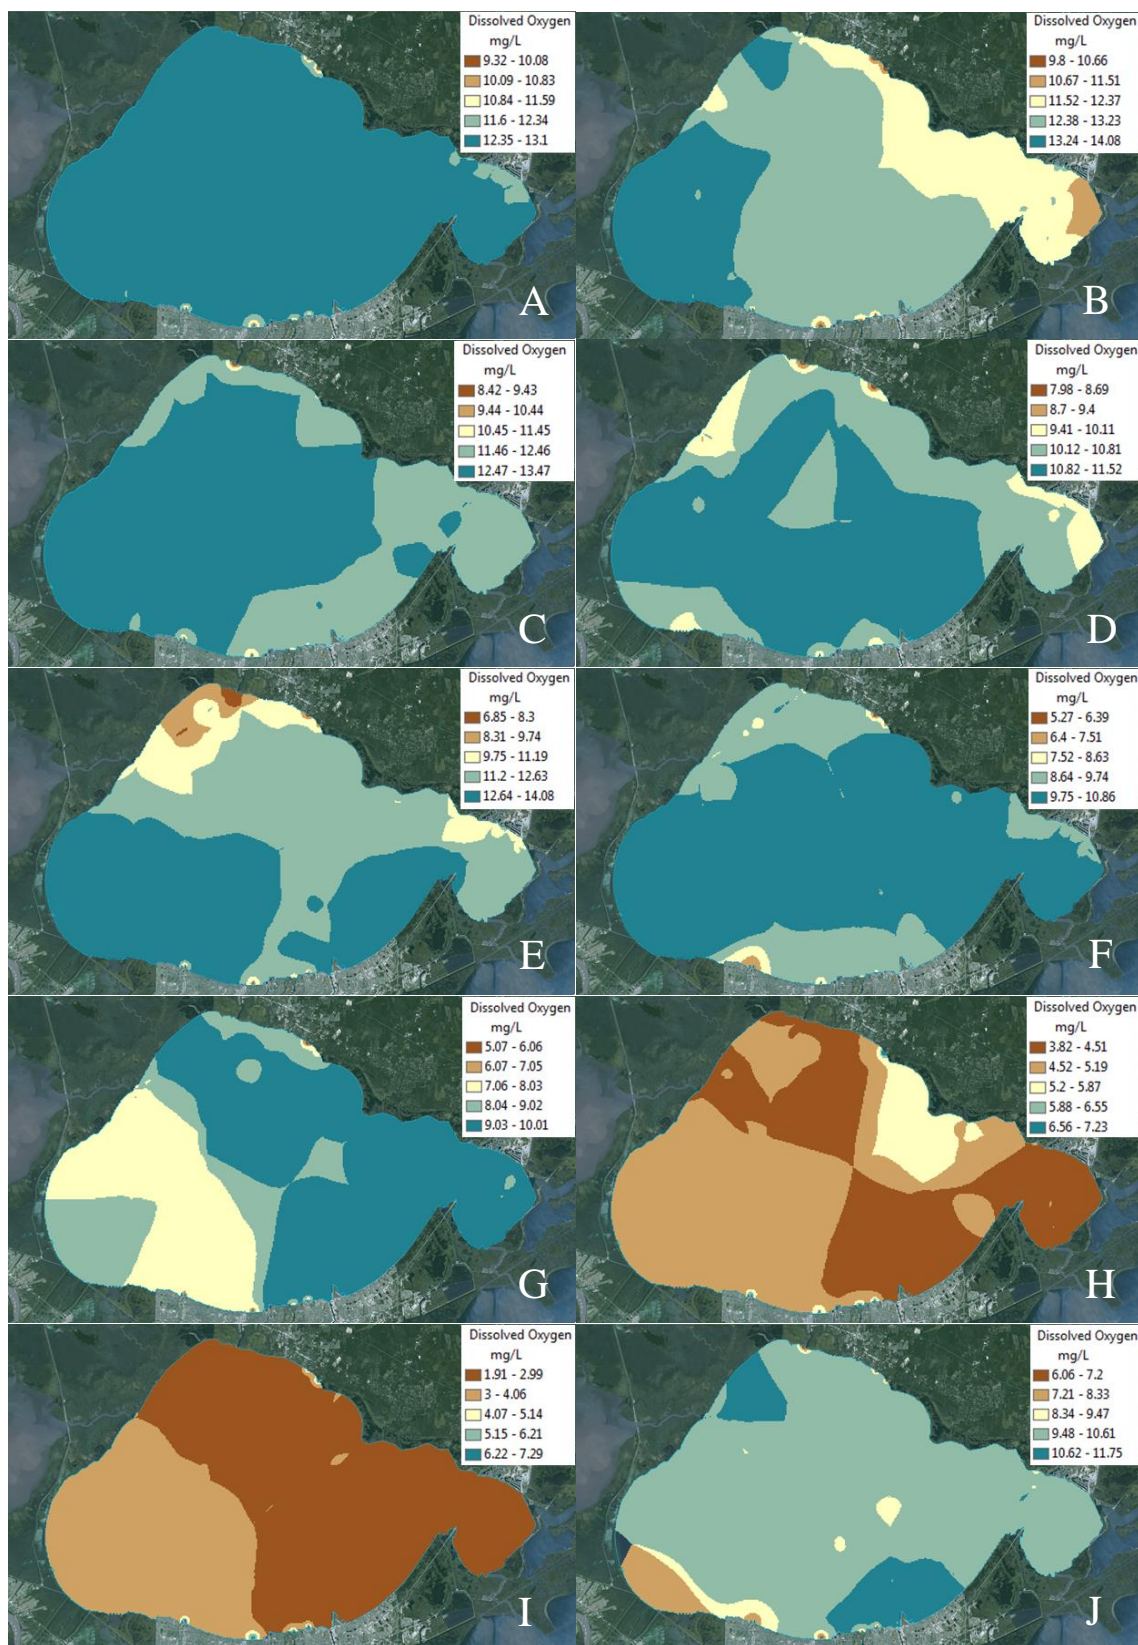 Dissolved Oxygen
mg/L
9.32 - 10.08
10.09 - 10.83
10.84 - 11.59
11.6 - 12.34
12.35 - 13.1
A
Dissolved Oxygen
mg/L
9.8 - 10.66
10.67 - 11.51
11.52 - 12.37
12.38 - 13.23
13.24 - 14.08
B
Dissolved Oxygen
mg/L
8.42 - 9.43
9.44 - 10.44
10.45 - 11.45
11.46 - 12.46
12.47 - 13.47
C
Dissolved Oxygen
mg/L
7.98 - 8.69
8.7 - 9.4
9.41 - 10.11
10.12 - 10.81
10.82 - 11.52
D
Dissolved Oxygen
mg/L
6.85 - 8.3
8.31 - 9.74
9.75 - 11.19
11.2 - 12.63
12.64 - 14.08
E
Dissolved Oxygen
mg/L
5.27 - 6.39
6.4 - 7.51
7.52 - 8.63
8.64 - 9.74
9.75 - 10.86
F
Dissolved Oxygen
mg/L
5.07 - 6.06
6.07 - 7.05
7.06 - 8.03
8.04 - 9.02
9.03 - 10.01
G
Dissolved Oxygen
mg/L
3.82 - 4.51
4.52 - 5.19
5.2 - 5.87
5.88 - 6.55
6.56 - 7.23
H
Dissolved Oxygen
mg/L
1.91 - 2.99
3 - 4.06
4.07 - 5.14
5.15 - 6.21
6.22 - 7.29
I
Dissolved Oxygen
mg/L
6.06 - 7.2
7.21 - 8.33
8.34 - 9.47
9.48 - 10.61
10.62 - 11.75
J